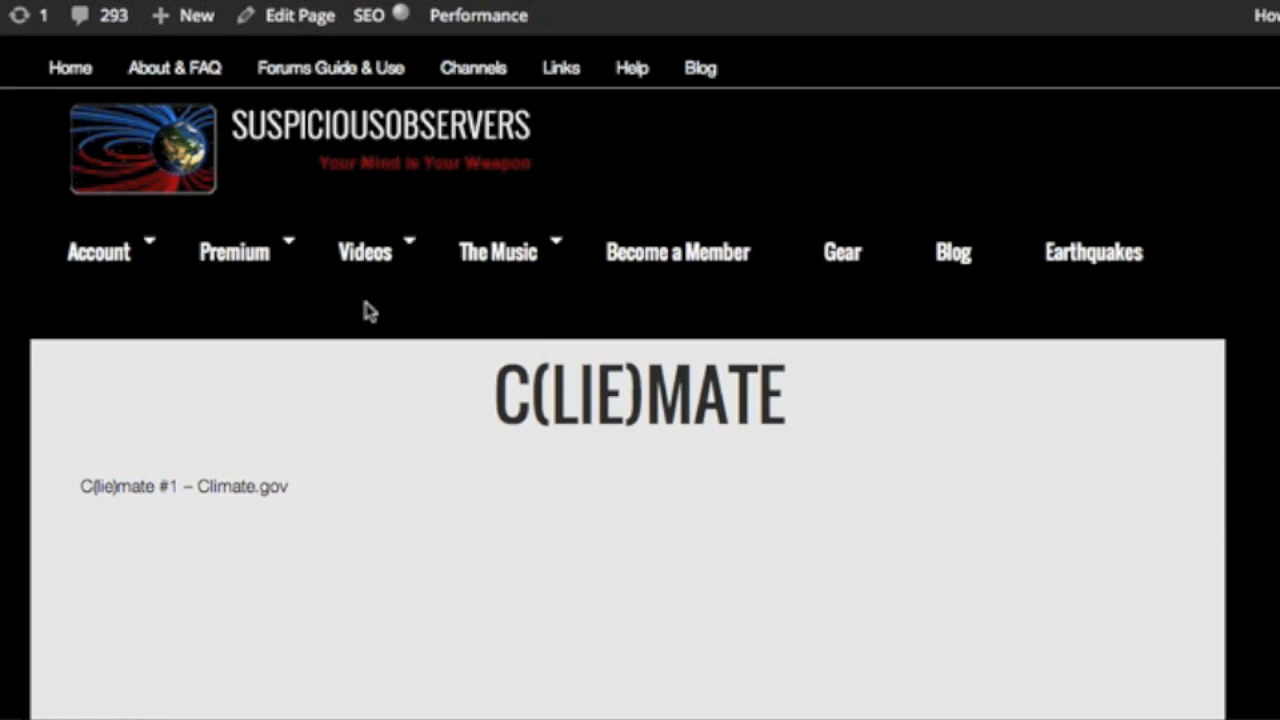 1 293 New Edit Page SEO Performance
Home About & FAQ Forums Guide & Use Channels Links Help Blog
SUSPICIOUSOBSERVERS
Your Mind is Your Weapon
Account Premium Videos The Music Become a Member Gear Blog Earthquakes
C(LIE)MATE
C(lie)mate #1 – Climate.gov